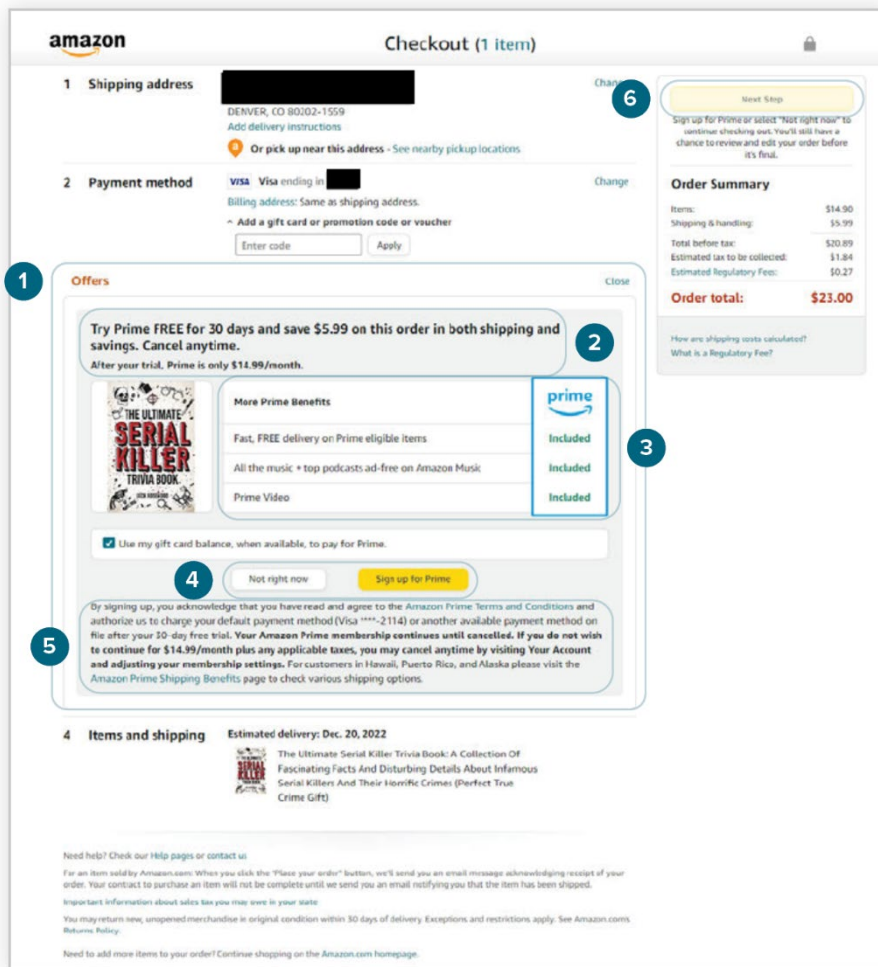 amazon
Checkout (1 item)
1 Shipping address
Change
DENVER, CO 80202-1559
Add delivery instructions
Or pick up near this address - See nearby pickup locations
2 Payment method
VISA Visa ending in
Change
Billing address: Same as shipping address.
Add a gift card or promotion code or voucher
Enter code
Apply
6
Next Step
Sign up for Prime or select "Not right now" to
continue checking out. You'll still have a
chance to review and edit your order before
it's final.
Order Summary
Items: $14.90
Shipping & handling: $5.99
Total before tax: $20.89
Estimated tax to be collected: $1.84
Estimated Regulatory Fees: $0.27
Order total: $23.00
How are shipping costs calculated?
What is a Regulatory Fee?
1
Offers
Close
Try Prime FREE for 30 days and save $5.99 on this order in both shipping and
savings. Cancel anytime.
After your trial, Prime is only $14.99/month.
2
THE ULTIMATE
SERIAL
KILLER
TRIVIA BOOK
More Prime Benefits
prime
Fast, FREE delivery on Prime eligible items Included
All the music + top podcasts ad-free on Amazon Music Included
Prime Video Included
3
Use my gift card balance, when available, to pay for Prime.
4
Not right now
Sign up for Prime
5
By signing up, you acknowledge that you have read and agree to the Amazon Prime Terms and Conditions and
authorize us to charge your default payment method (Visa ****-2114) or another available payment method on
file after your 30-day free trial. Your Amazon Prime membership continues until cancelled. If you do not wish
to continue for $14.99/month plus any applicable taxes, you may cancel anytime by visiting Your Account
and adjusting your membership settings. For customers in Hawaii, Puerto Rica, and Alaska please visit the
Amazon Prime Shipping Benefits page to check various shipping options.
4 Items and shipping
Estimated delivery: Dec. 20, 2022
The Ultimate Serial Killer Trivia Book: A Collection Of
Fascinating Facts And Disturbing Details About Infamous
Serial Killers And Their Horrific Crimes (Perfect True
Crime Gift)
Need help? Check our Help pages or contact us
For an item sold by Amazon.com: When you click the "Place your order" button, we'll send you an email message acknowledging receipt of your
order. Your contract to purchase an item will not be complete until we send you an email notifying you that the item has been shipped.
Important information about sales tax you may owe in your state
You may return new, unopened merchandise in original condition within 30 days of delivery. Exceptions and restrictions apply. See Amazon.com's
Returns Policy.
Need to add more items to your order? Continue shopping on the Amazon.com homepage.